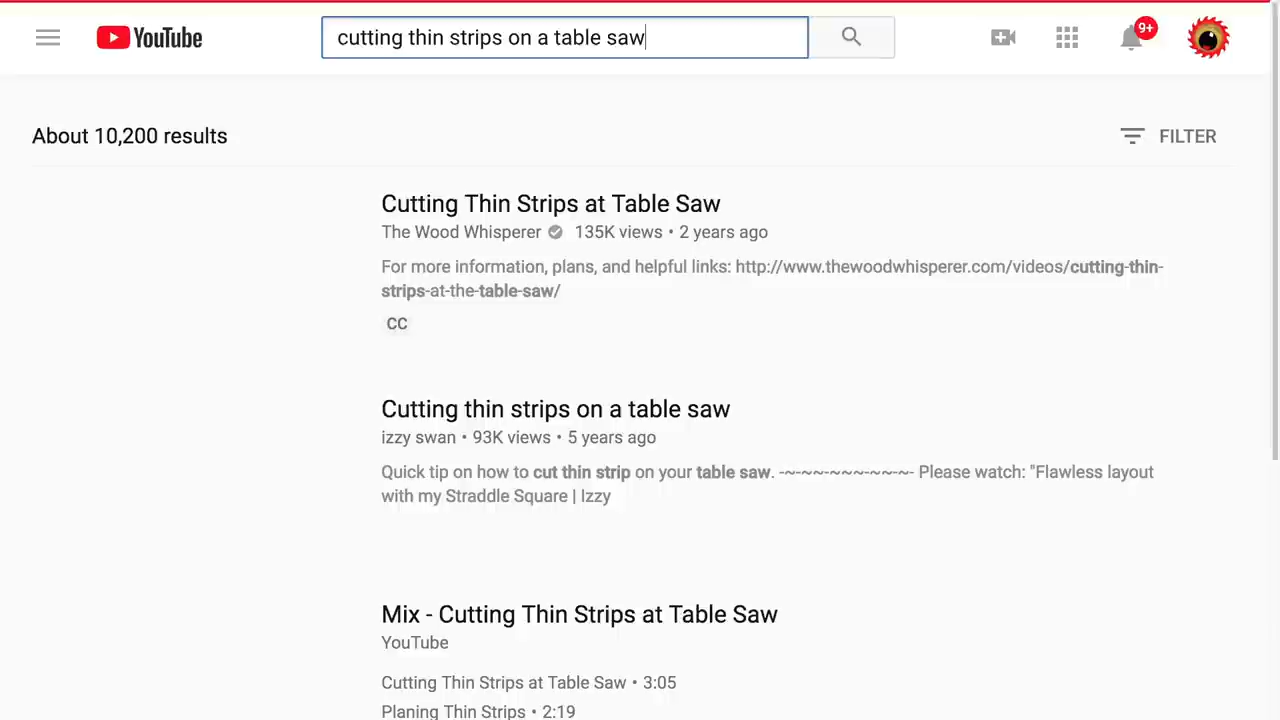 YouTube
cutting thin strips on a table saw
9+
About 10,200 results
FILTER
Cutting Thin Strips at Table Saw
The Wood Whisperer 135K views • 2 years ago
For more information, plans, and helpful links: http://www.thewoodwhisperer.com/videos/cutting-thin-
strips-at-the-table-saw/
CC
Cutting thin strips on a table saw
izzy swan • 93K views • 5 years ago
Quick tip on how to cut thin strip on your table saw. -~-~~-~~~-~~-~- Please watch: "Flawless layout
with my Straddle Square | Izzy
Mix - Cutting Thin Strips at Table Saw
YouTube
Cutting Thin Strips at Table Saw • 3:05
Planing Thin Strips • 2:19